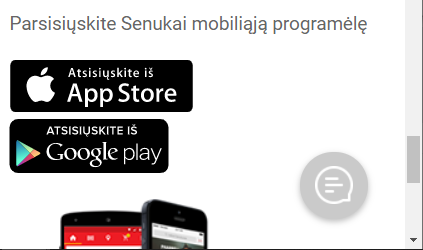 Parsisiųskite Senukai mobiliąją programėlę
Atsisiųskite iš
App Store
ATSISIŲSKITE IŠ
Google play